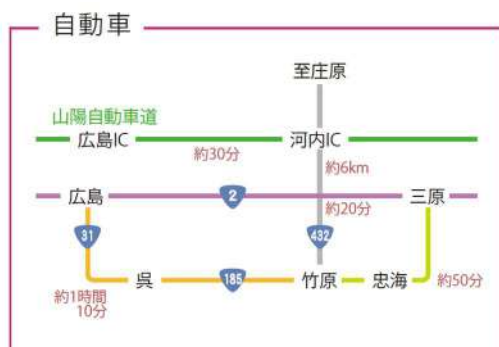 自動車
至庄原
山陽自動車道
広島IC
河内IC
約30分
約6km
広島
2
三原
約20分
31
432
呉
185
竹原
忠海
約50分
約1時間
10分